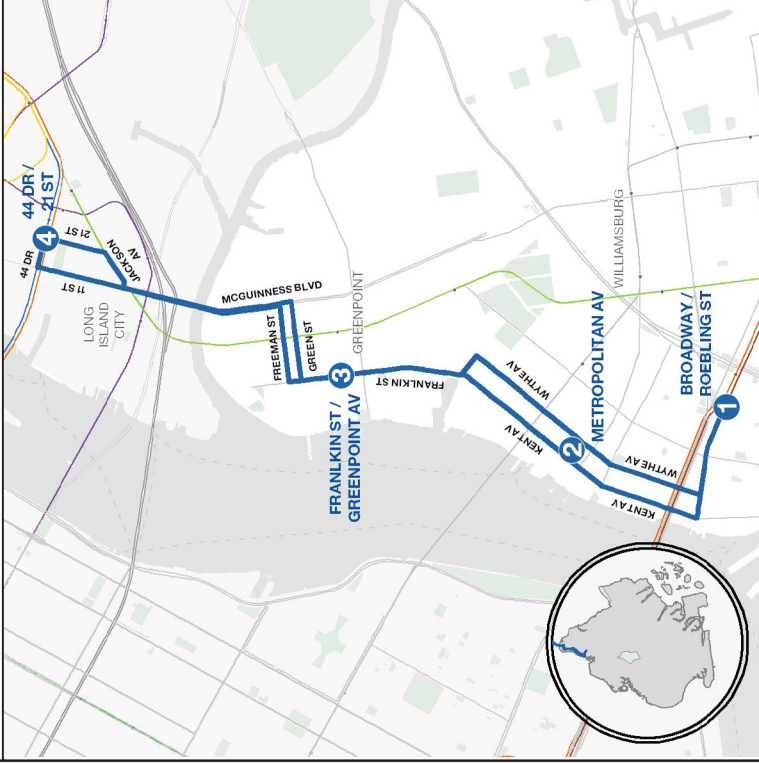 44 DR /
21 ST
4
44 DR
21 ST
JACKSON
AV
11 ST
LONG
ISLAND
CITY
MCGUINNESS BLVD
FREEMAN ST
GREEN ST
GREENPOINT
3
FRANLKIN ST /
GREENPOINT AV
FRANLKIN ST
WYTHE AV
KENT AV
2
METROPOLITAN AV
WILLIAMSBURG
WYTHE AV
KENT AV
BROADWAY /
ROEBLING ST
1